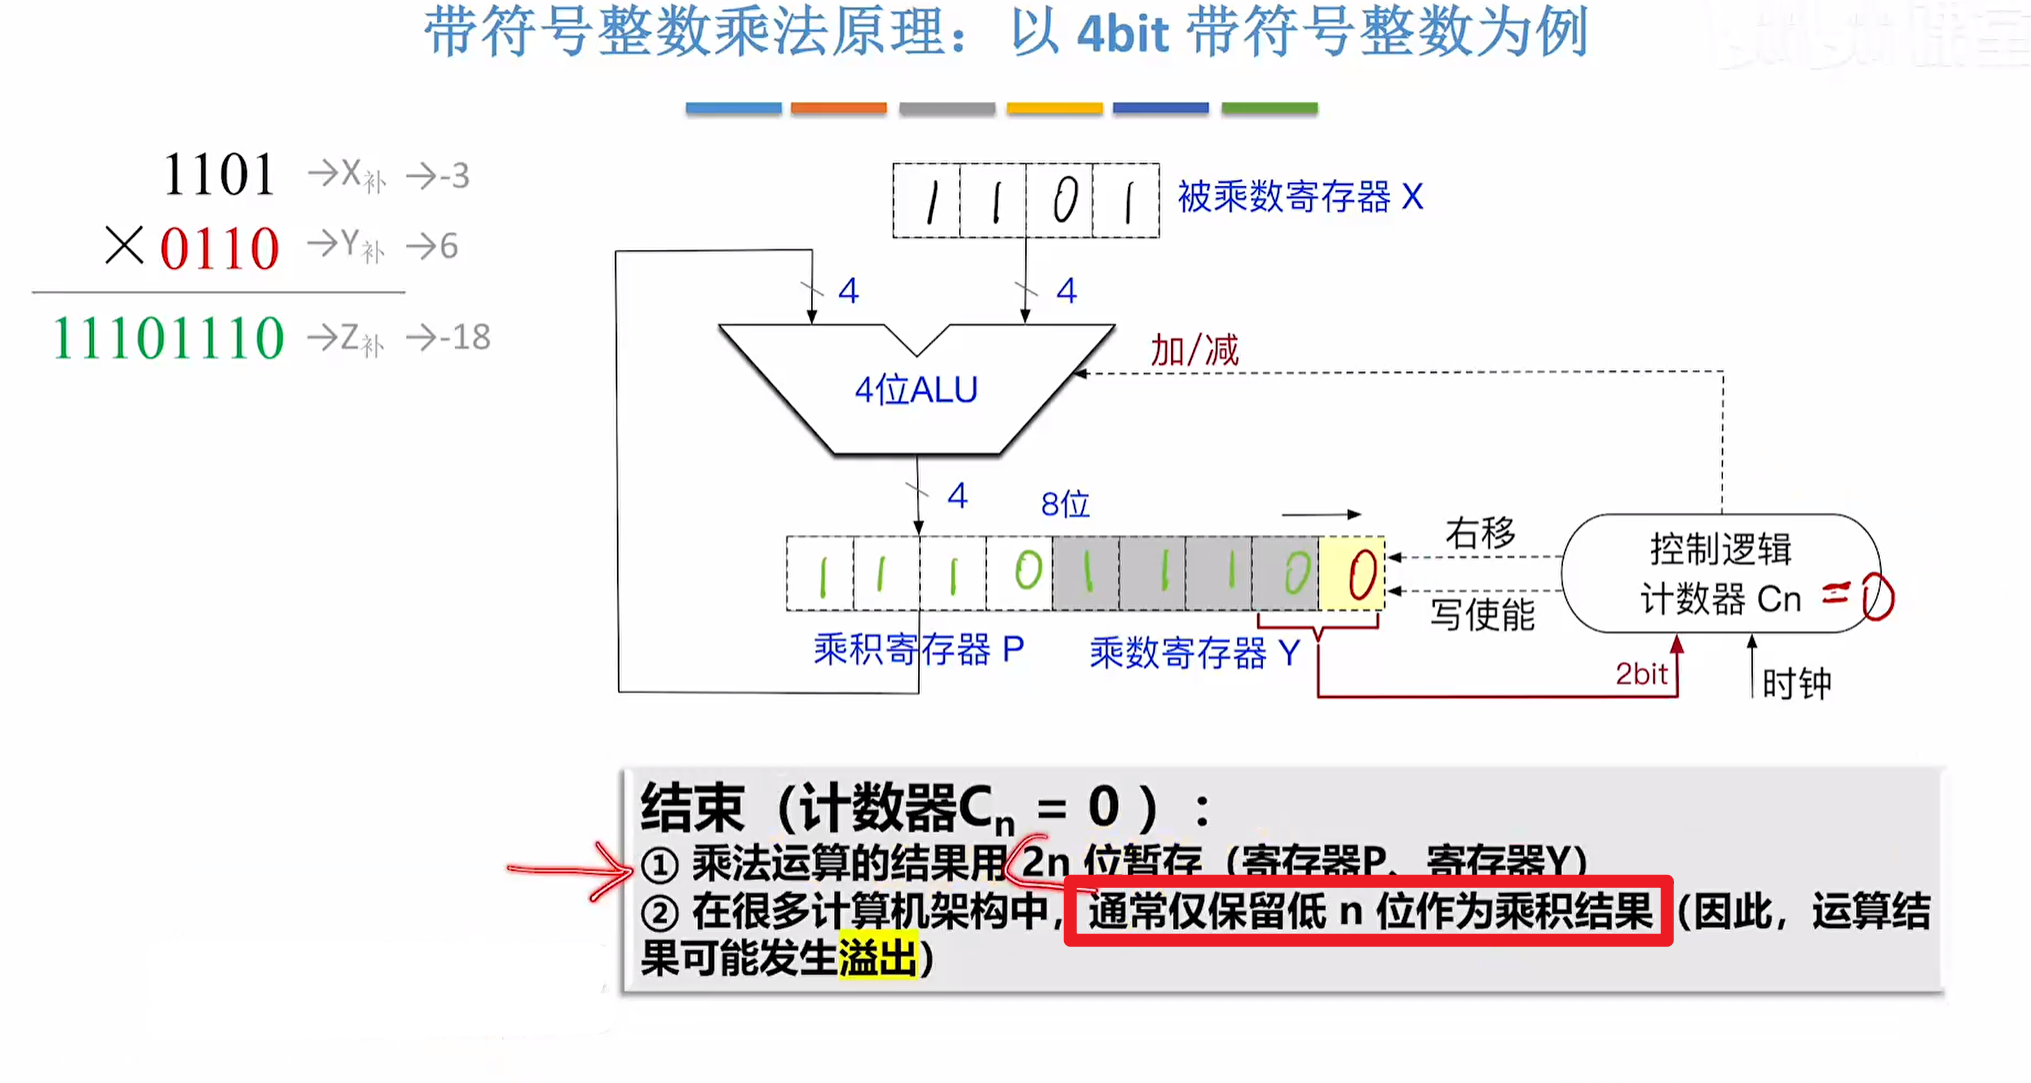 带符号整数乘法原理：以 4bit 带符号整数为例
1101 →X补 →-3
×0110 →Y补 →6
11101110 →Z补 →-18
1 1 0 1
被乘数寄存器 X
4
4
加/减
4位ALU
4
8位
右移
控制逻辑
计数器 Cn = 0
写使能
1 1 1 0 1 1 1 0 0
乘积寄存器 P
乘数寄存器 Y
2bit
时钟
结束（计数器Cn = 0）：
① 乘法运算的结果用 2n 位暂存（寄存器P、寄存器Y）
② 在很多计算机架构中，通常仅保留低 n 位作为乘积结果（因此，运算结
果可能发生溢出）